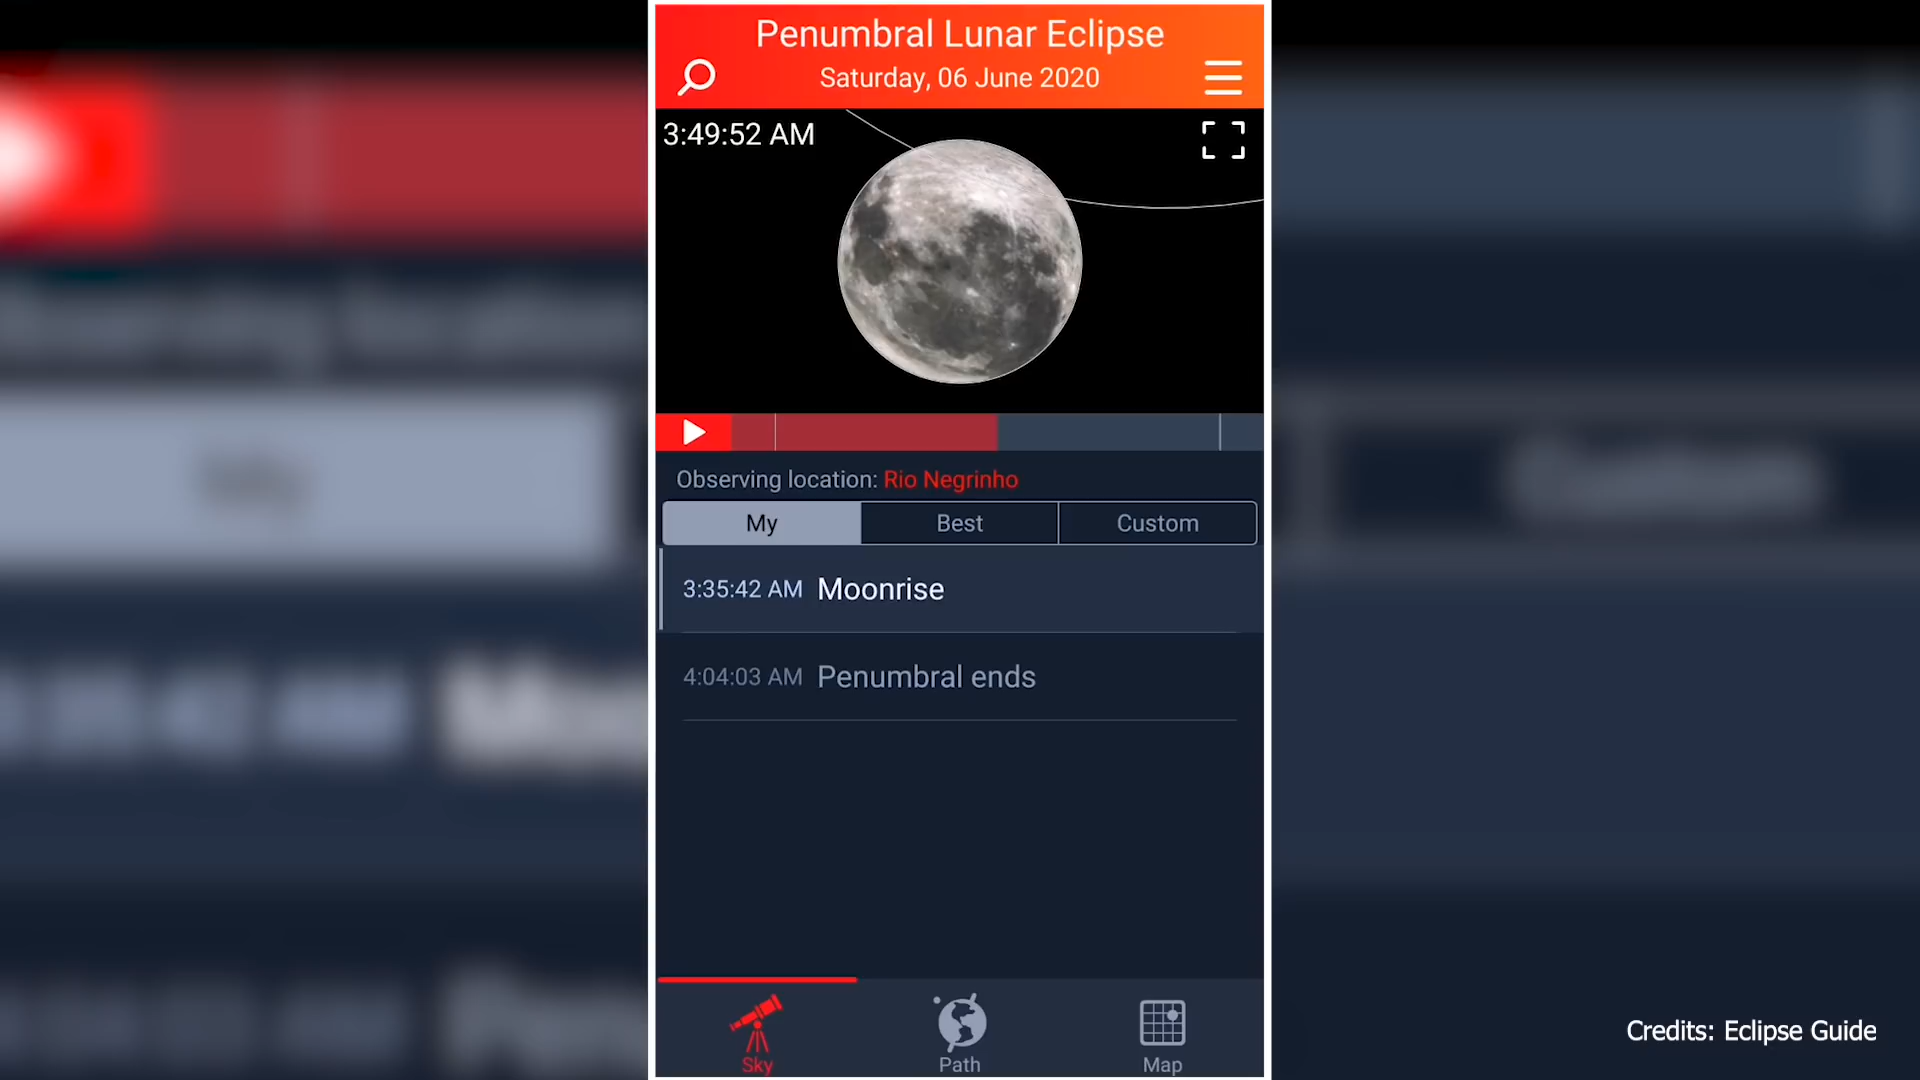 Penumbral Lunar Eclipse
Saturday, 06 June 2020
3:49:52 AM
Observing location: Rio Negrinho
My Best Custom
3:35:42 AM Moonrise
4:04:03 AM Penumbral ends
Sky Path Map
Credits: Eclipse Guide